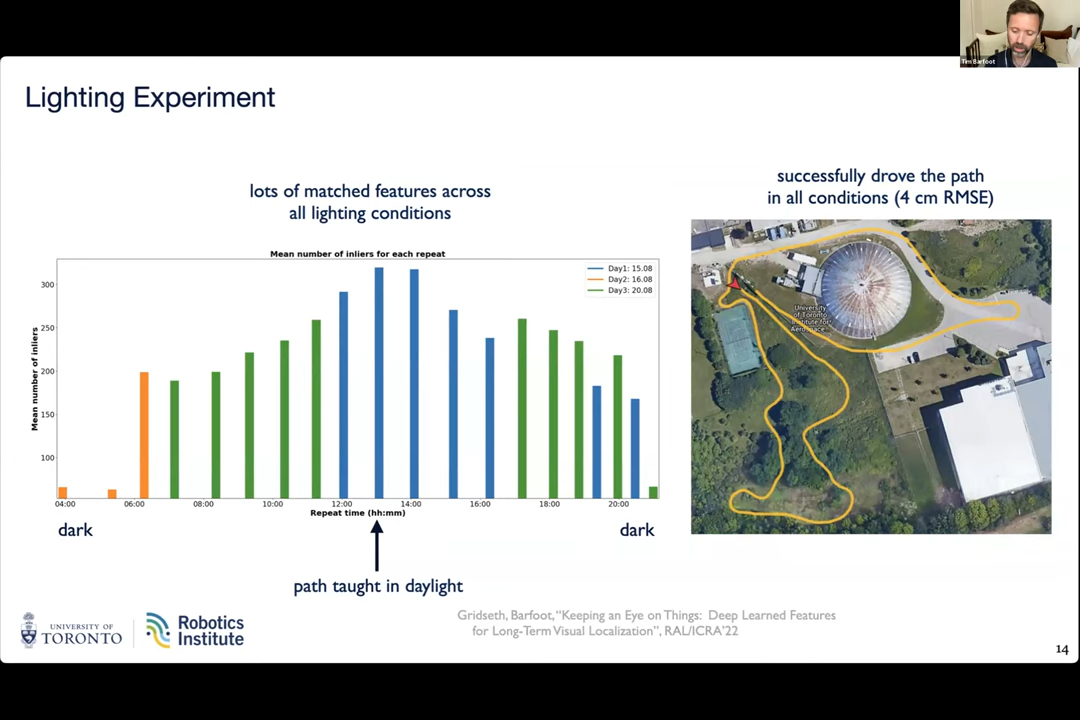 Tim Barfoot
Lighting Experiment
lots of matched features across
all lighting conditions
successfully drove the path
in all conditions (4 cm RMSE)
Mean number of inliers for each repeat
Day1: 15.08
Day2: 16.08
Day3: 20.08
Mean number of inliers
300
250
200
150
100
04:00 06:00 08:00 10:00 12:00 14:00 16:00 18:00 20:00
Repeat time (hh:mm)
dark
dark
path taught in daylight
University
of Toronto
Institute for
Aerospace...
UNIVERSITY OF
TORONTO
Robotics
Institute
Gridseth, Barfoot, "Keeping an Eye on Things: Deep Learned Features
for Long-Term Visual Localization", RAL/ICRA'22
14